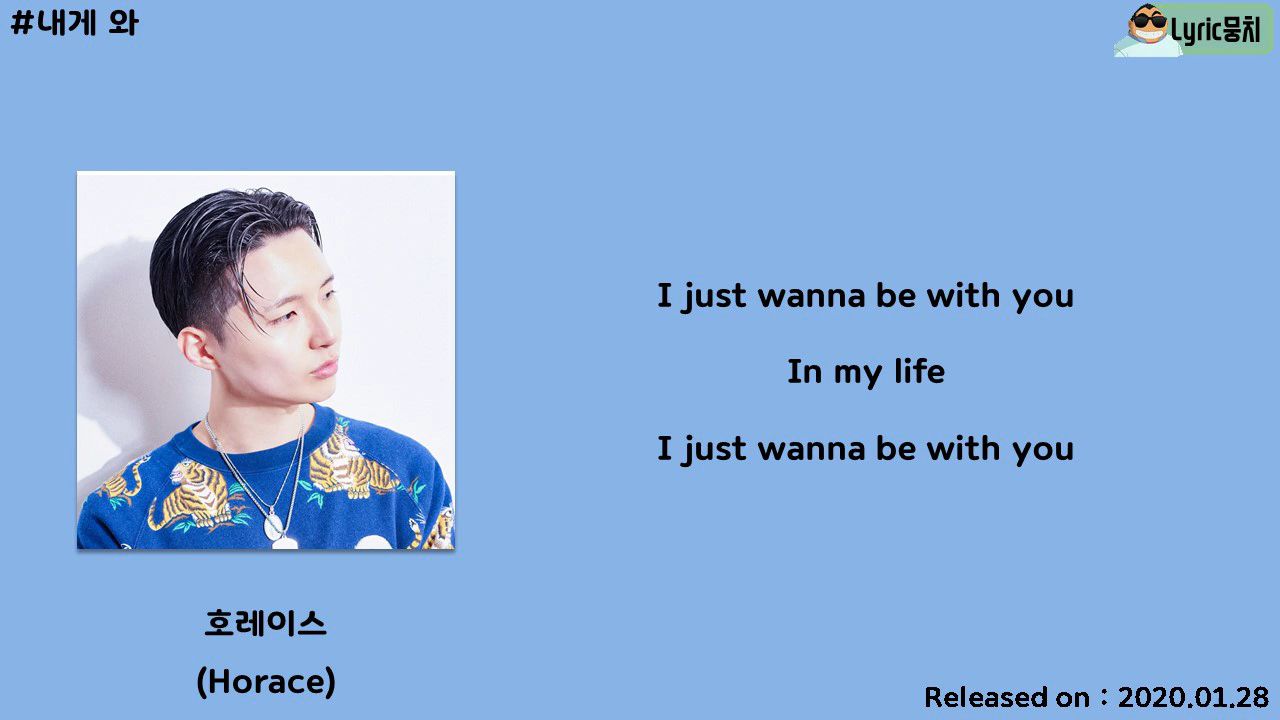 #내게 와
Lyric뭉치
I just wanna be with you
In my life
I just wanna be with you
호레이스
(Horace)
Released on : 2020.01.28